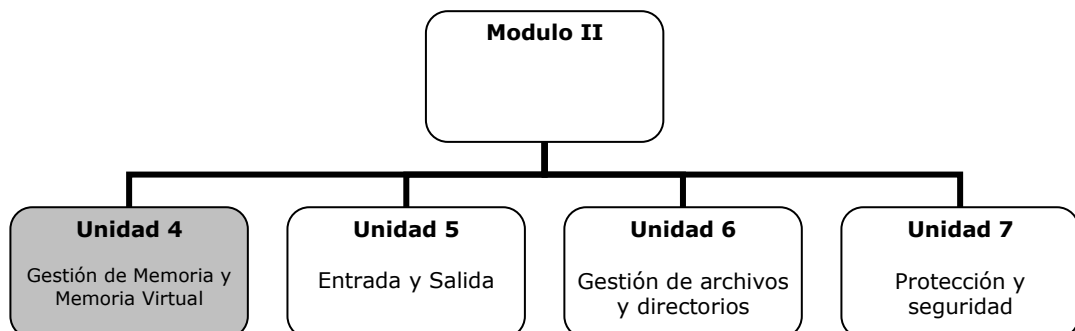 Modulo II
Unidad 4
Gestión de Memoria y
Memoria Virtual
Unidad 5
Entrada y Salida
Unidad 6
Gestión de archivos
y directorios
Unidad 7
Protección y
seguridad